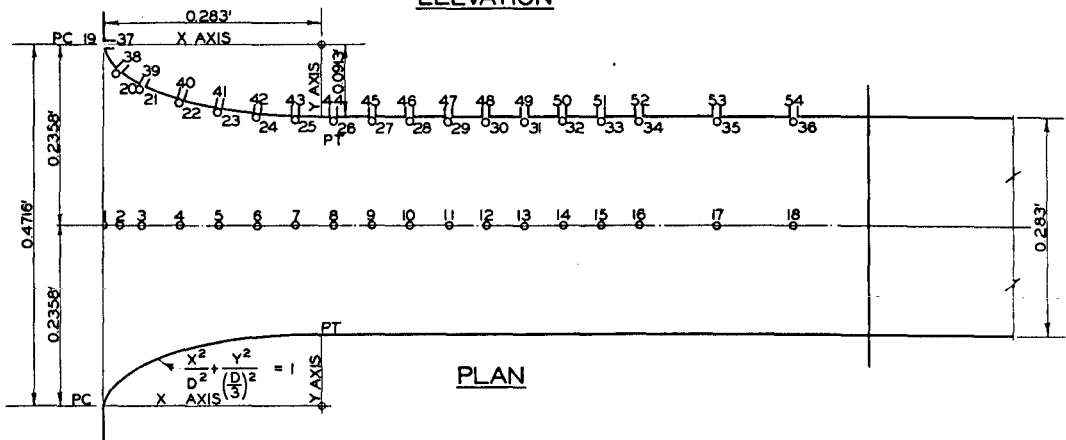 ELEVATION
0.283'
PC 19 37 X AXIS
38 39 40 41 42 43 44 45 46 47 48 49 50 51 52 53 54
20 21 22 23 24 25 26 27 28 29 30 31 32 33 34 35 36
Y AXIS
0.0913'
PT
0.2358'
0.4716'
0.2358'
1 2 3 4 5 6 7 8 9 10 11 12 13 14 15 16 17 18
0.283'
PT
X²/D² + Y²/(D/3)² = 1
Y AXIS
PC X AXIS
PLAN